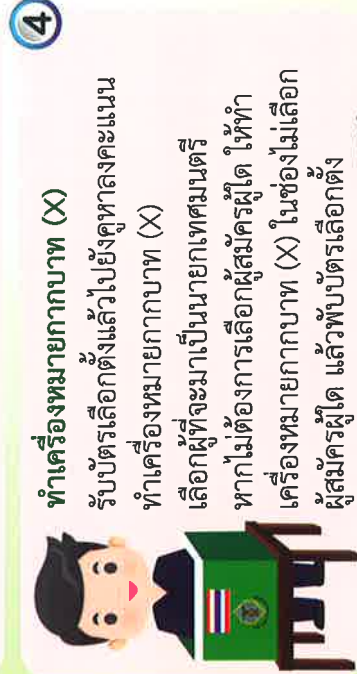 4
ทำเครื่องหมายกากบาท (X)
รับบัตรเลือกตั้งแล้วไปยังคูหาลงคะแนน
ทำเครื่องหมายกากบาท (X)
เลือกผู้ที่จะมาเป็นนายกเทศมนตรี
หากไม่ต้องการเลือกผู้สมัครผู้ใด ให้ทำ
เครื่องหมายกากบาท (X) ในช่องไม่เลือก
ผู้สมัครผู้ใด แล้วพับบัตรเลือกตั้ง